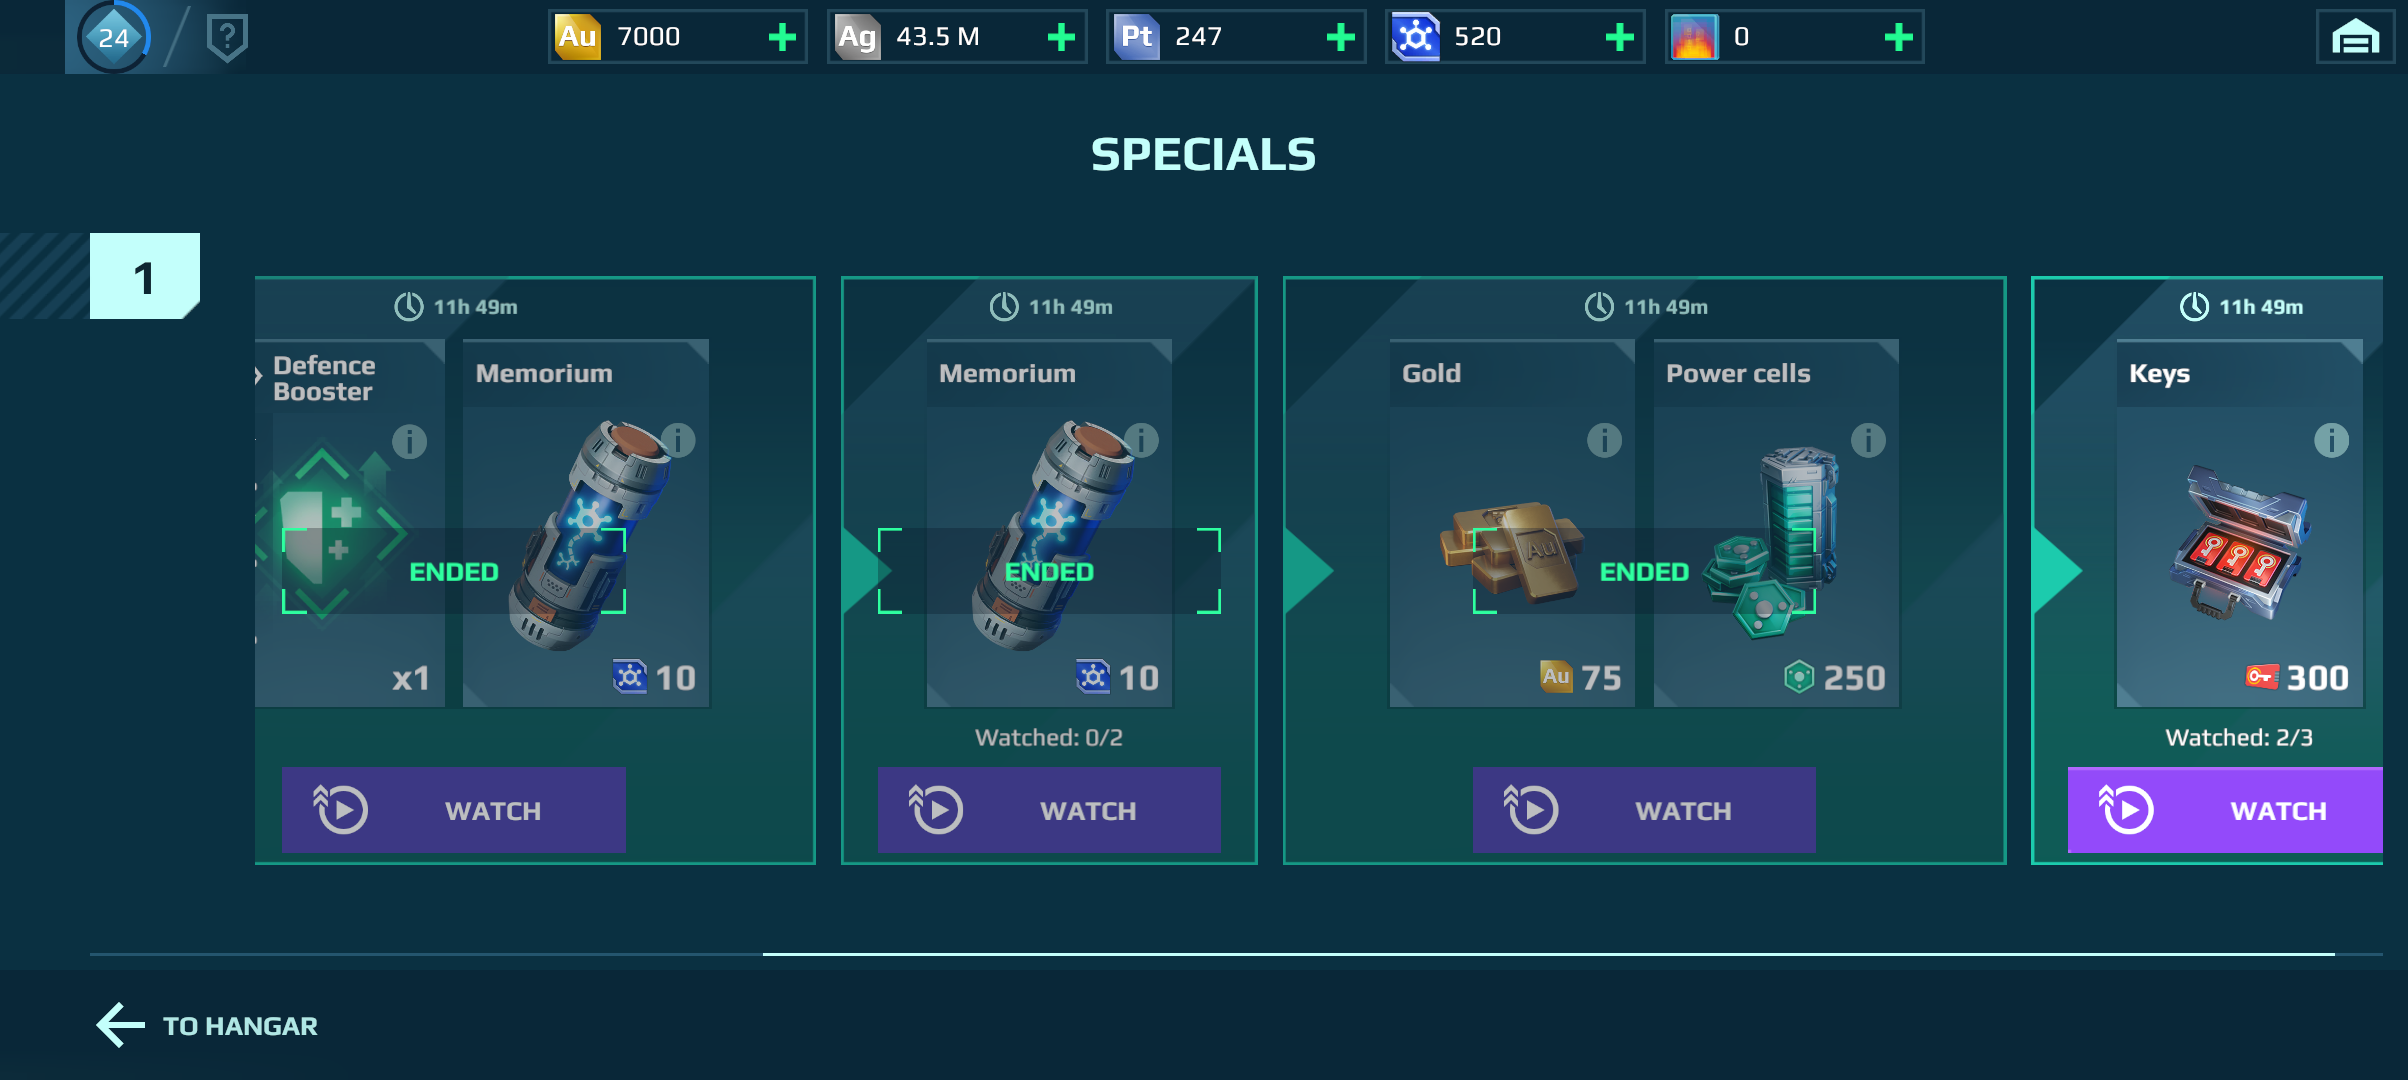 24
?
Au 7000 +
Ag 43.5 M +
Pt 247 +
520 +
0 +
SPECIALS
1
11h 49m
Defence
Booster
i
x1
Memorium
i
10
ENDED
WATCH
11h 49m
Memorium
i
ENDED
10
Watched: 0/2
WATCH
11h 49m
Gold
i
Au
Au 75
Power cells
i
250
ENDED
WATCH
11h 49m
Keys
i
300
Watched: 2/3
WATCH
TO HANGAR